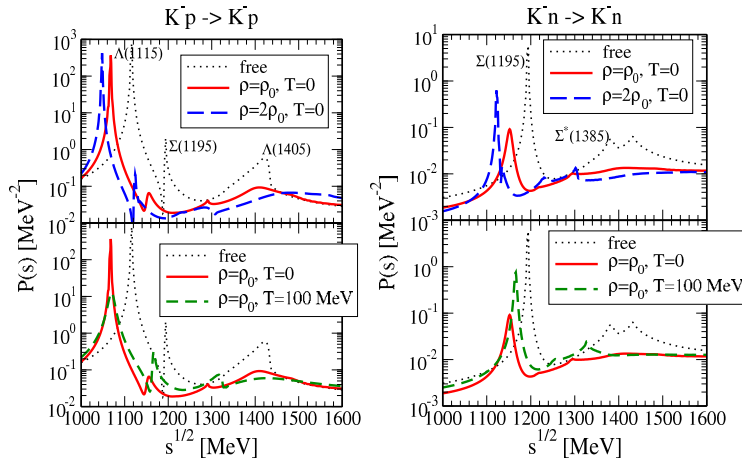 K⁻p -> K⁻p
K⁻n -> K⁻n
10³
10²
10¹
10⁰
10⁻¹
10⁻²
P(s) [MeV⁻²]
Λ(1115)
Σ(1195)
Λ(1405)
free
ρ=ρ₀, T=0
ρ=2ρ₀, T=0
10¹
10⁰
10⁻¹
10⁻²
10⁻³
P(s) [MeV⁻²]
Σ(1195)
Σ*(1385)
free
ρ=ρ₀, T=0
ρ=2ρ₀, T=0
10²
10¹
10⁰
10⁻¹
10⁻²
P(s) [MeV⁻²]
free
ρ=ρ₀, T=0
ρ=ρ₀, T=100 MeV
1000 1100 1200 1300 1400 1500 1600
s^1/2 [MeV]
10⁰
10⁻¹
10⁻²
10⁻³
P(s) [MeV⁻²]
free
ρ=ρ₀, T=0
ρ=ρ₀, T=100 MeV
1000 1100 1200 1300 1400 1500 1600
s^1/2 [MeV]